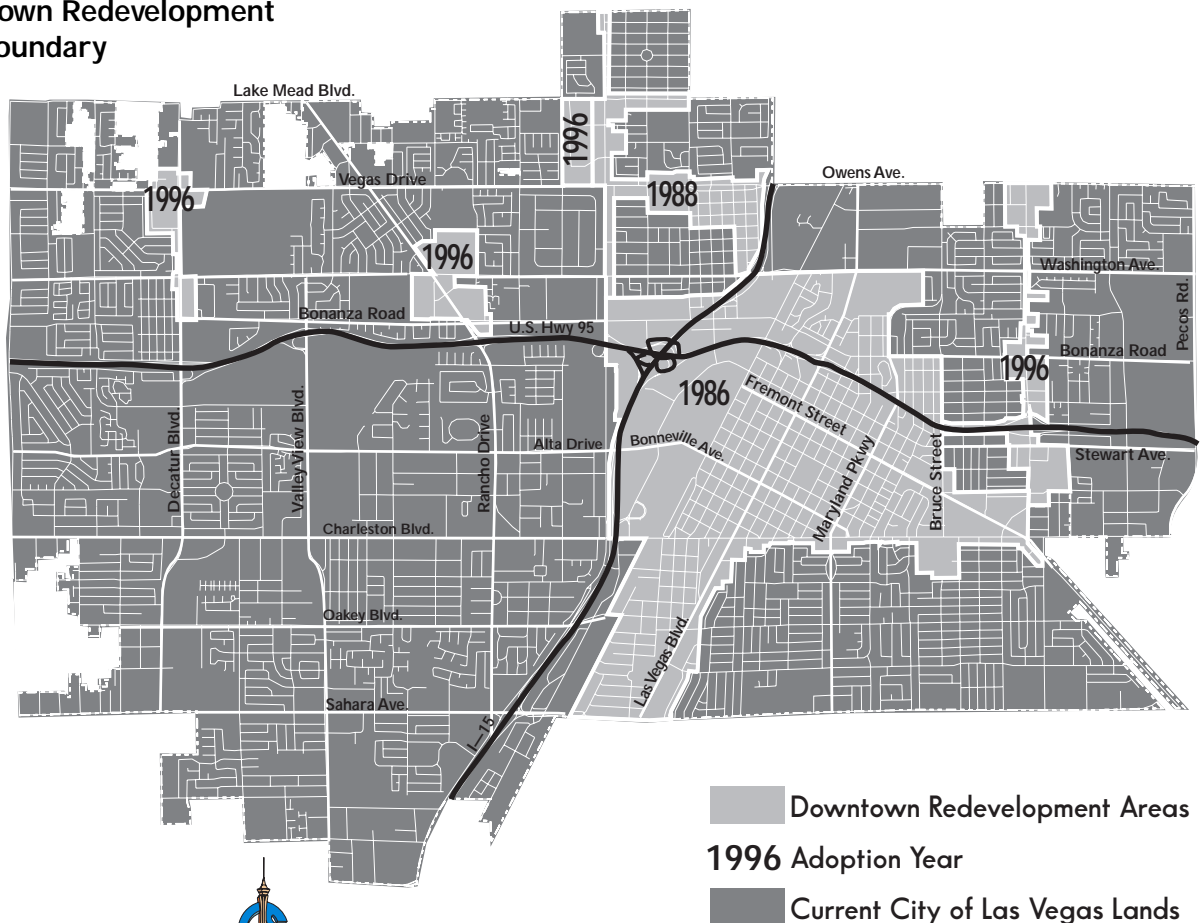 own Redevelopment
oundary
Lake Mead Blvd.
1996
1996
Vegas Drive
1988
Owens Ave.
1996
Washington Ave.
Bonanza Road
U.S. Hwy 95
Pecos Rd.
Bonanza Road
1996
1986
Fremont Street
Decatur Blvd.
Valley View Blvd.
Rancho Drive
Alta Drive
Bonneville Ave.
Maryland Pkwy
Bruce Street
Stewart Ave.
Charleston Blvd.
Oakey Blvd.
Las Vegas Blvd.
Sahara Ave.
I-15
Downtown Redevelopment Areas
1996 Adoption Year
Current City of Las Vegas Lands